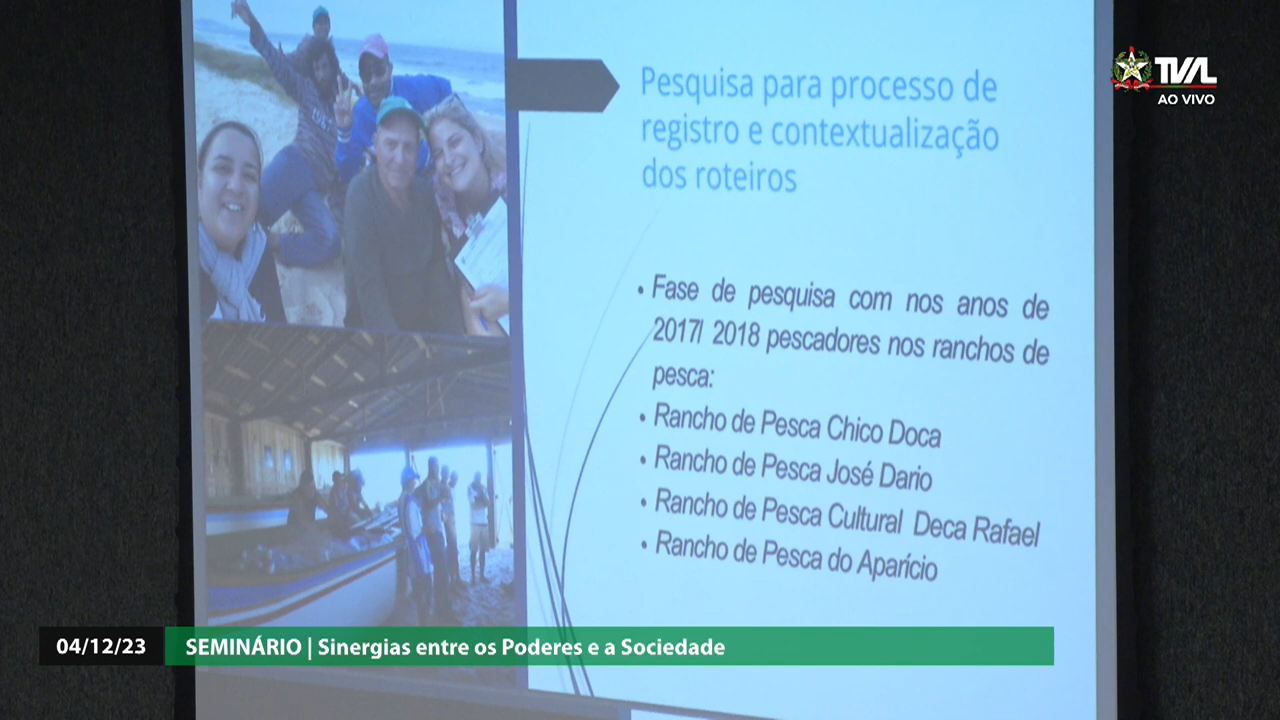 TVAL
AO VIVO
Pesquisa para processo de
registro e contextualização
dos roteiros
• Fase de pesquisa com nos anos de
2017/ 2018 pescadores nos ranchos de
pesca:
• Rancho de Pesca Chico Doca
• Rancho de Pesca José Dario
• Rancho de Pesca Cultural Deca Rafael
• Rancho de Pesca do Aparício
04/12/23
SEMINÁRIO | Sinergias entre os Poderes e a Sociedade